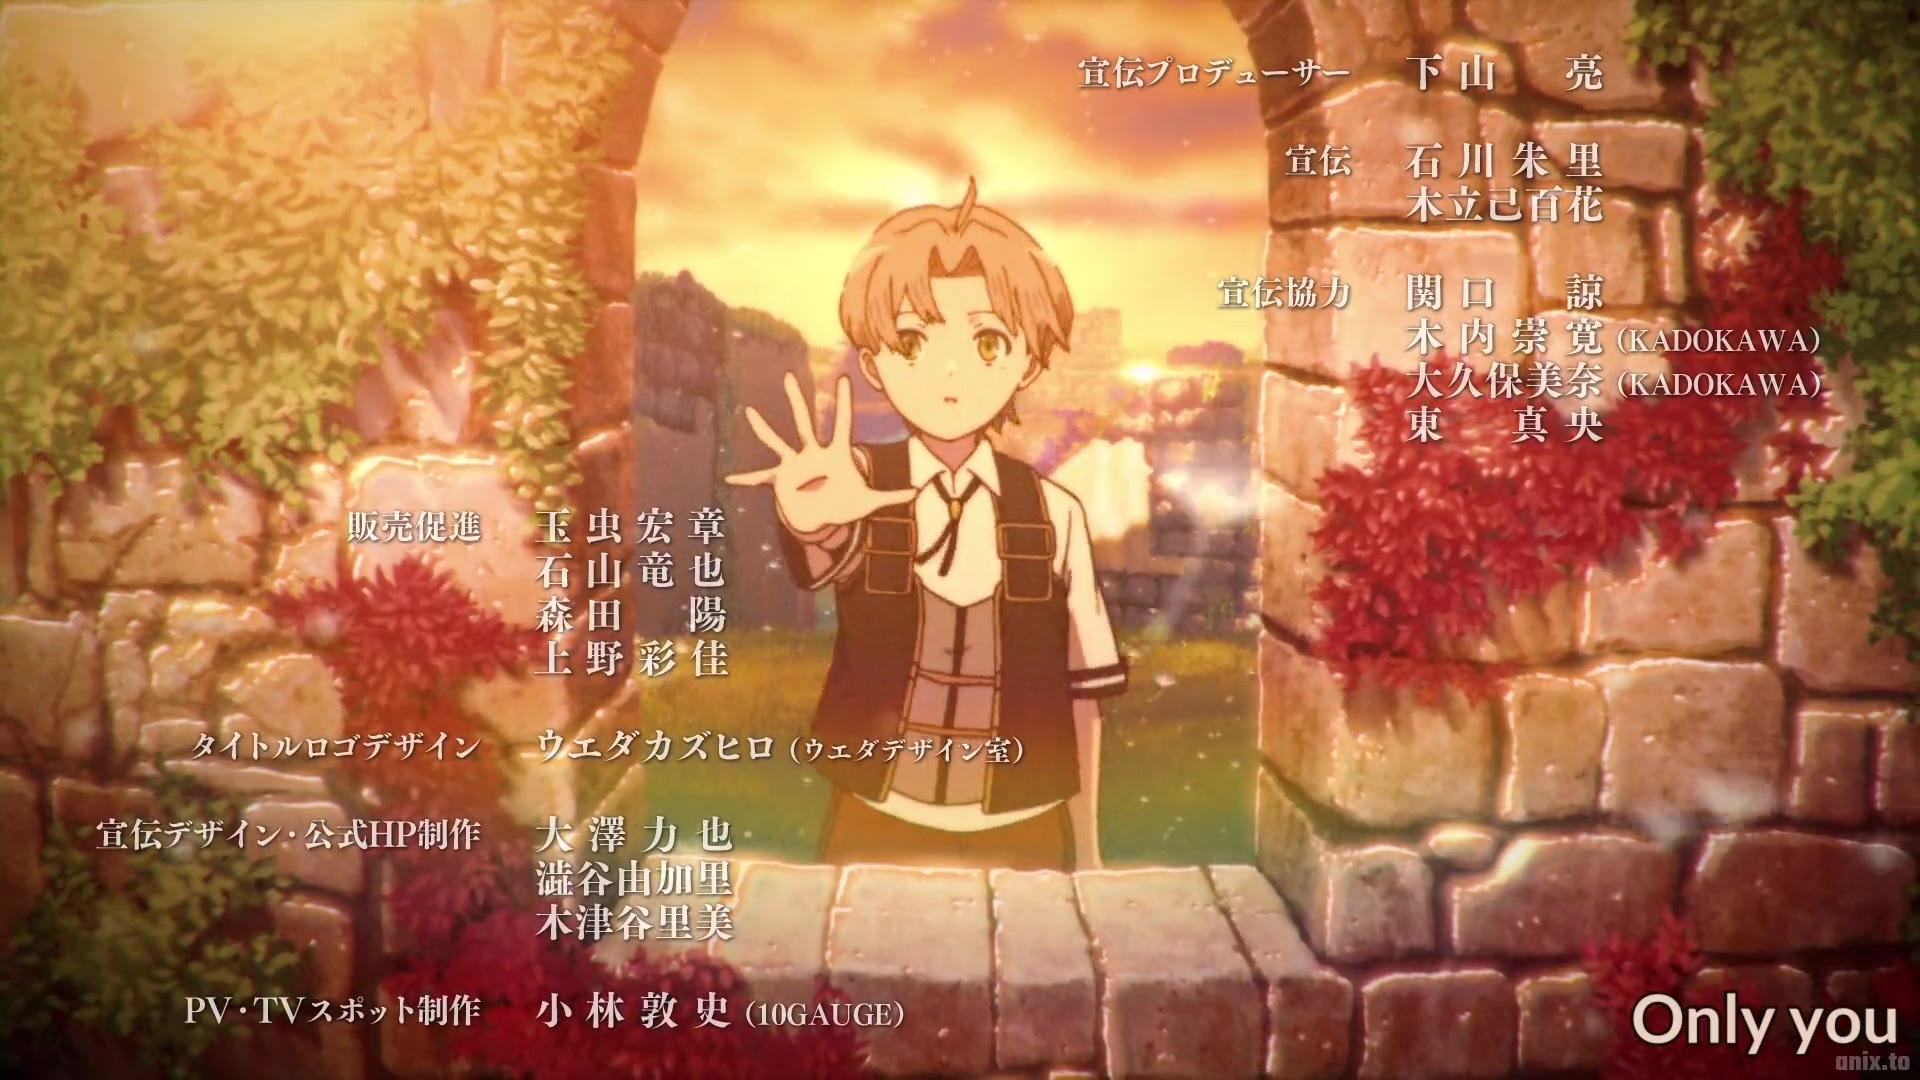 宣伝プロデューサー 下山 亮
宣伝 石川朱里
木立己百花
宣伝協力 関口 諒
木内崇寛 (KADOKAWA)
大久保美奈 (KADOKAWA)
東 真央
販売促進 玉虫宏章
石山竜也
森田 陽
上野彩佳
タイトルロゴデザイン ウエダカズヒロ (ウエダデザイン室)
宣伝デザイン・公式HP制作 大澤力也
澁谷由加里
木津谷里美
PV・TVスポット制作 小林敦史 (10GAUGE)
Only you
anix.to